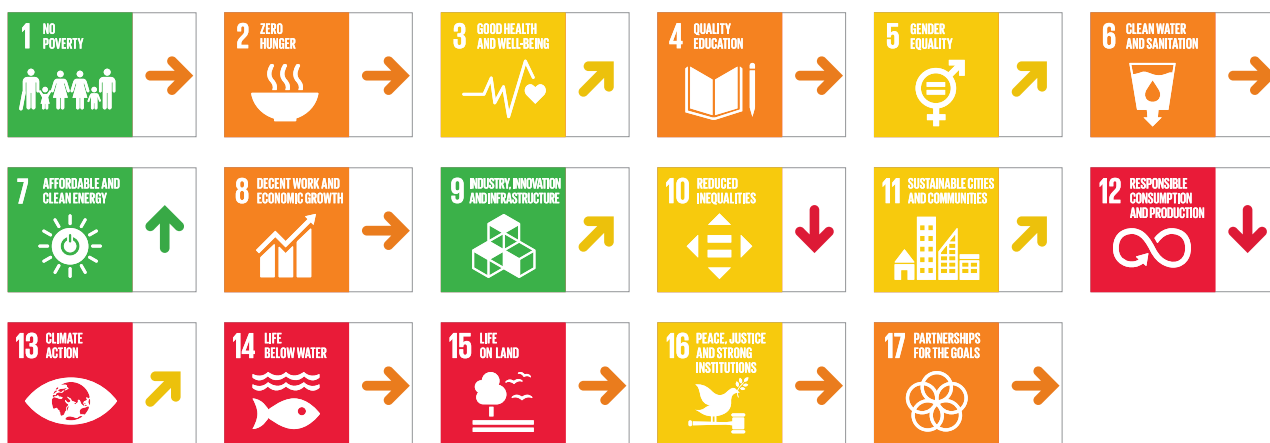 1 NO
POVERTY
2 ZERO
HUNGER
3 GOOD HEALTH
AND WELL-BEING
4 QUALITY
EDUCATION
5 GENDER
EQUALITY
6 CLEAN WATER
AND SANITATION
7 AFFORDABLE AND
CLEAN ENERGY
8 DECENT WORK AND
ECONOMIC GROWTH
9 INDUSTRY, INNOVATION
AND INFRASTRUCTURE
10 REDUCED
INEQUALITIES
11 SUSTAINABLE CITIES
AND COMMUNITIES
12 RESPONSIBLE
CONSUMPTION
AND PRODUCTION
13 CLIMATE
ACTION
14 LIFE
BELOW WATER
15 LIFE
ON LAND
16 PEACE, JUSTICE
AND STRONG
INSTITUTIONS
17 PARTNERSHIPS
FOR THE GOALS